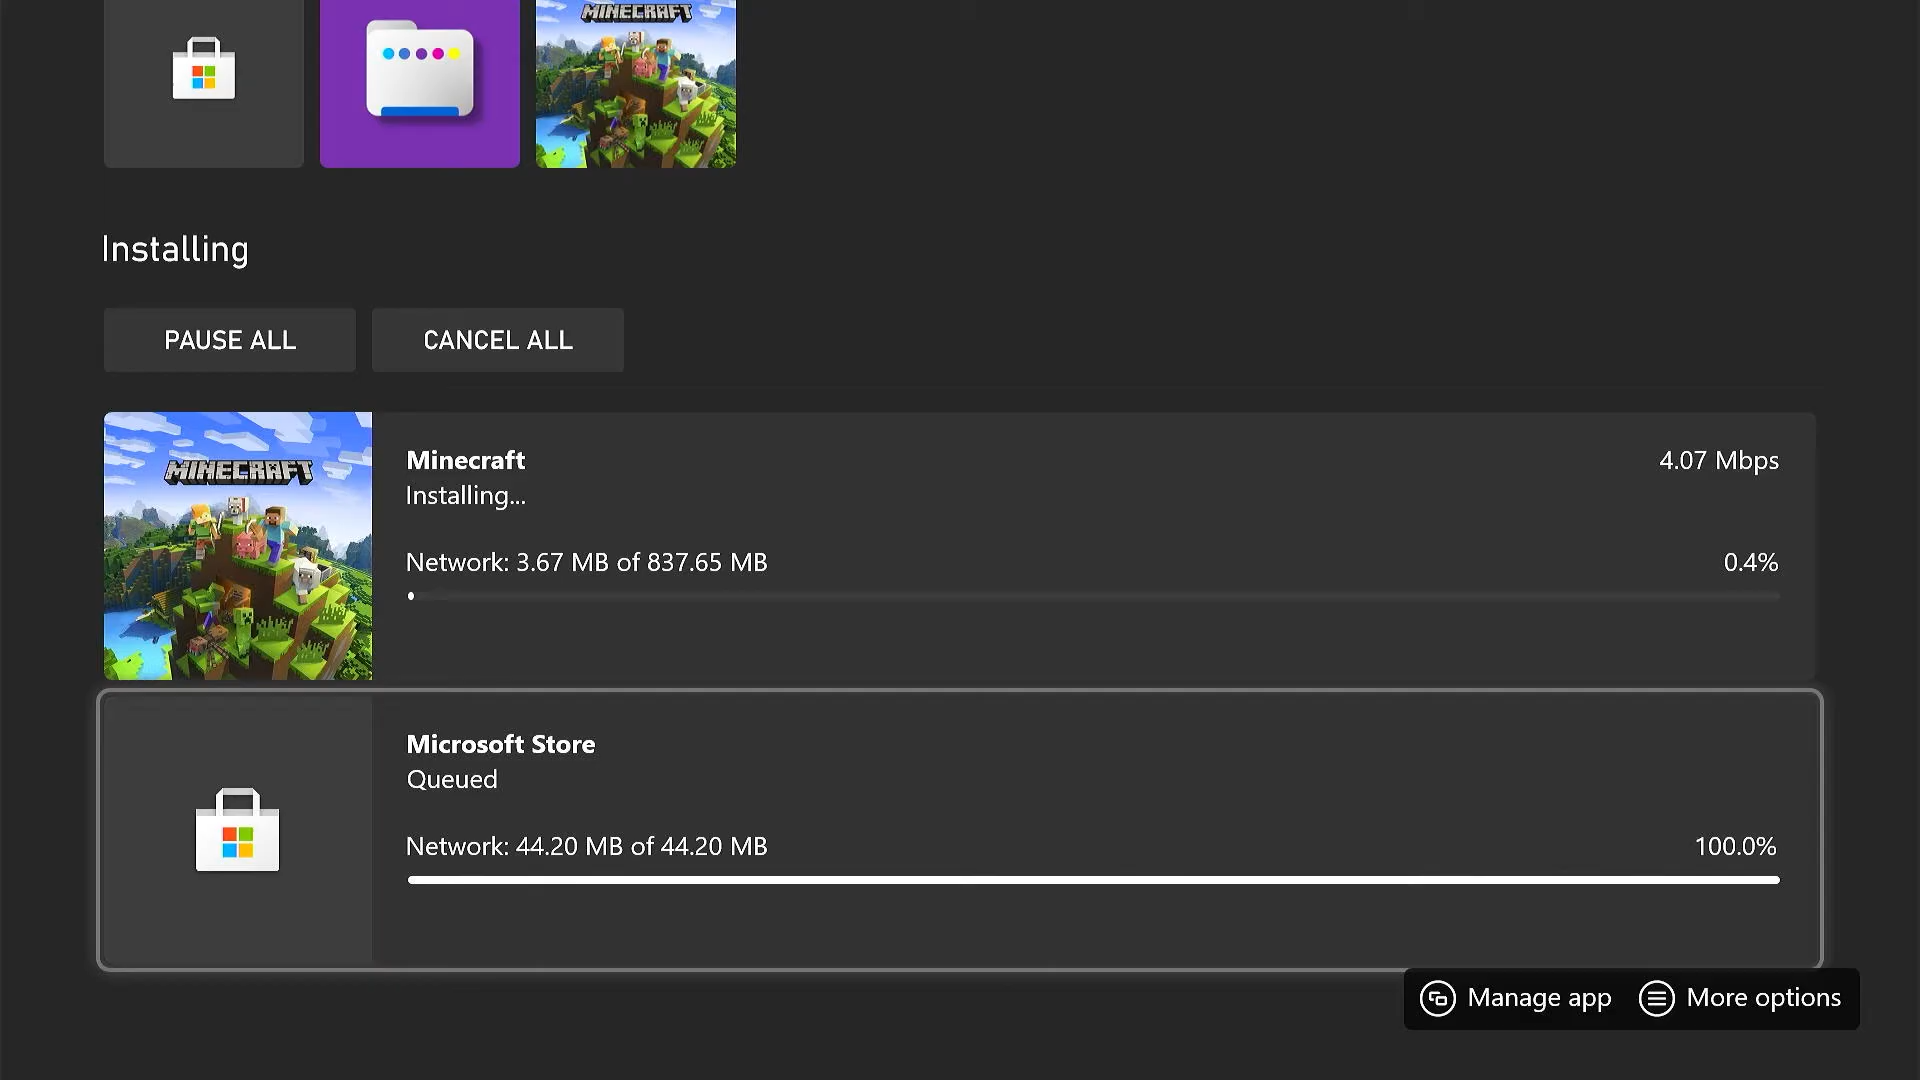 MINECRAFT
Installing
PAUSE ALL
CANCEL ALL
MINECRAFT
Minecraft
4.07 Mbps
Installing...
Network: 3.67 MB of 837.65 MB
0.4%
Microsoft Store
Queued
Network: 44.20 MB of 44.20 MB
100.0%
Manage app
More options